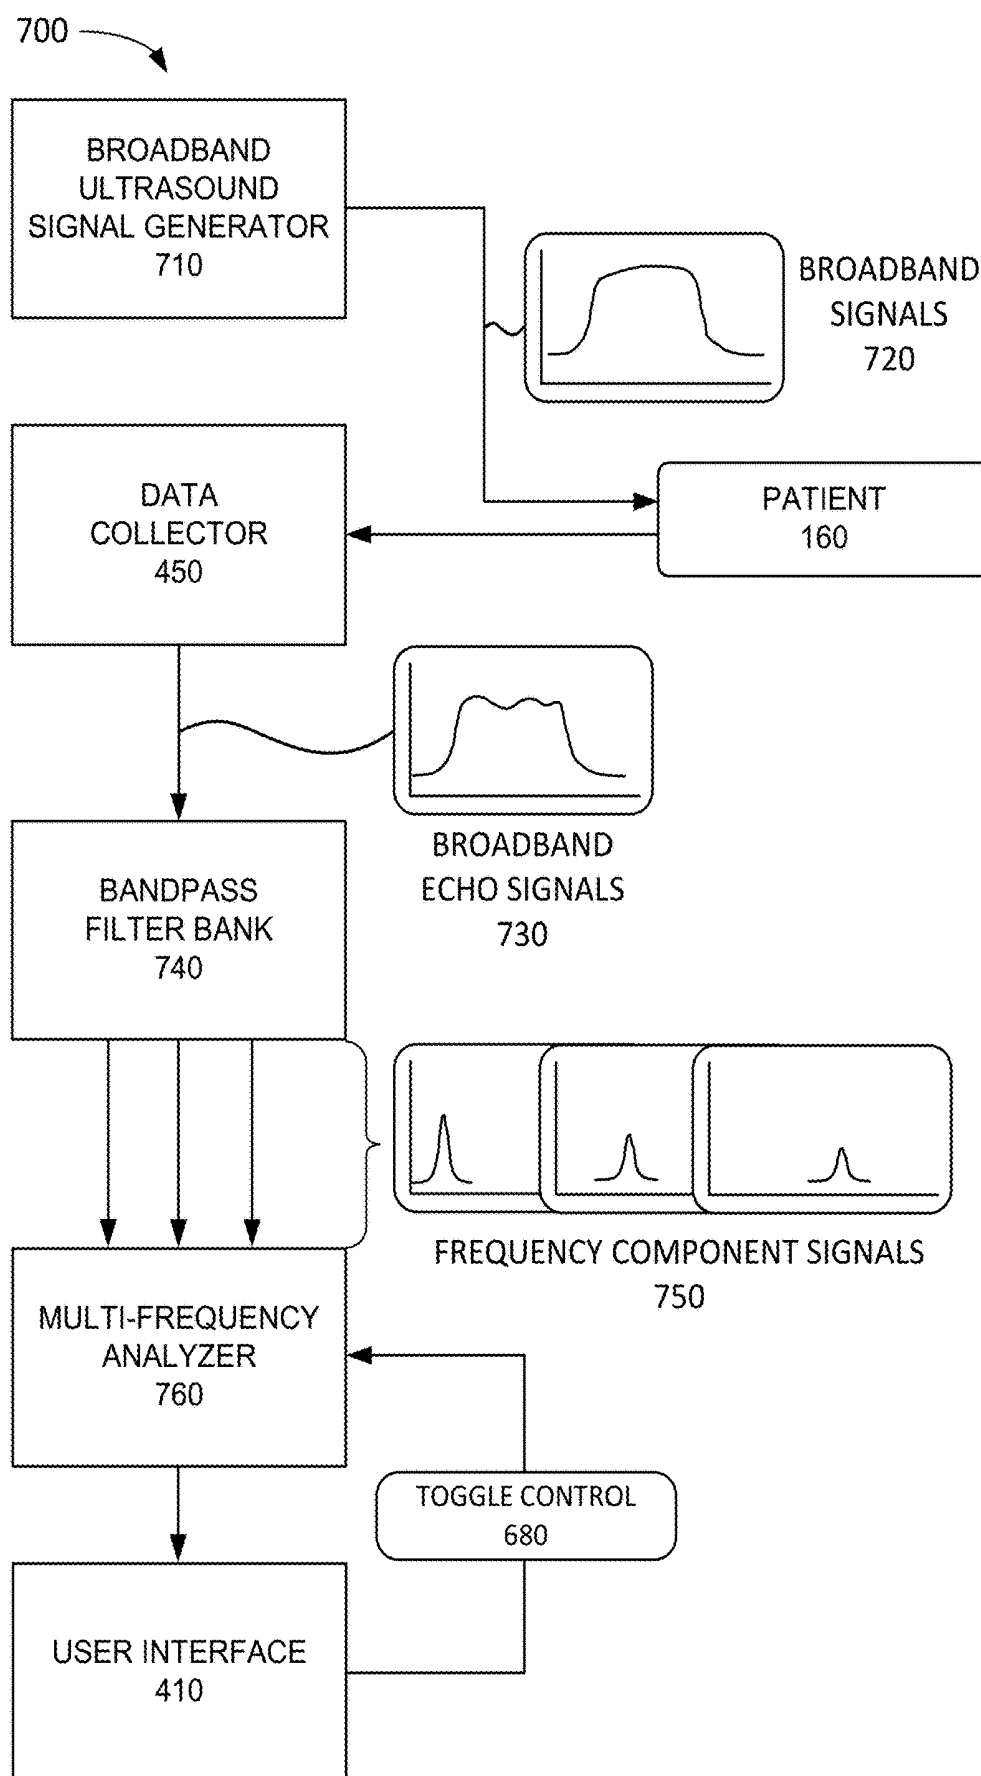 700
BROADBAND
ULTRASOUND
SIGNAL GENERATOR
710
BROADBAND
SIGNALS
720
DATA
COLLECTOR
450
PATIENT
160
BROADBAND
ECHO SIGNALS
730
BANDPASS
FILTER BANK
740
FREQUENCY COMPONENT SIGNALS
750
MULTI-FREQUENCY
ANALYZER
760
TOGGLE CONTROL
680
USER INTERFACE
410